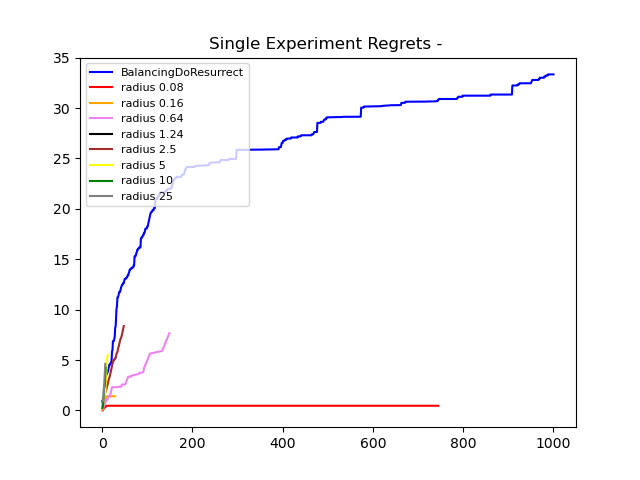 Single Experiment Regrets -
35
30
25
20
15
10
5
0
BalancingDoResurrect
radius 0.08
radius 0.16
radius 0.64
radius 1.24
radius 2.5
radius 5
radius 10
radius 25
0 200 400 600 800 1000